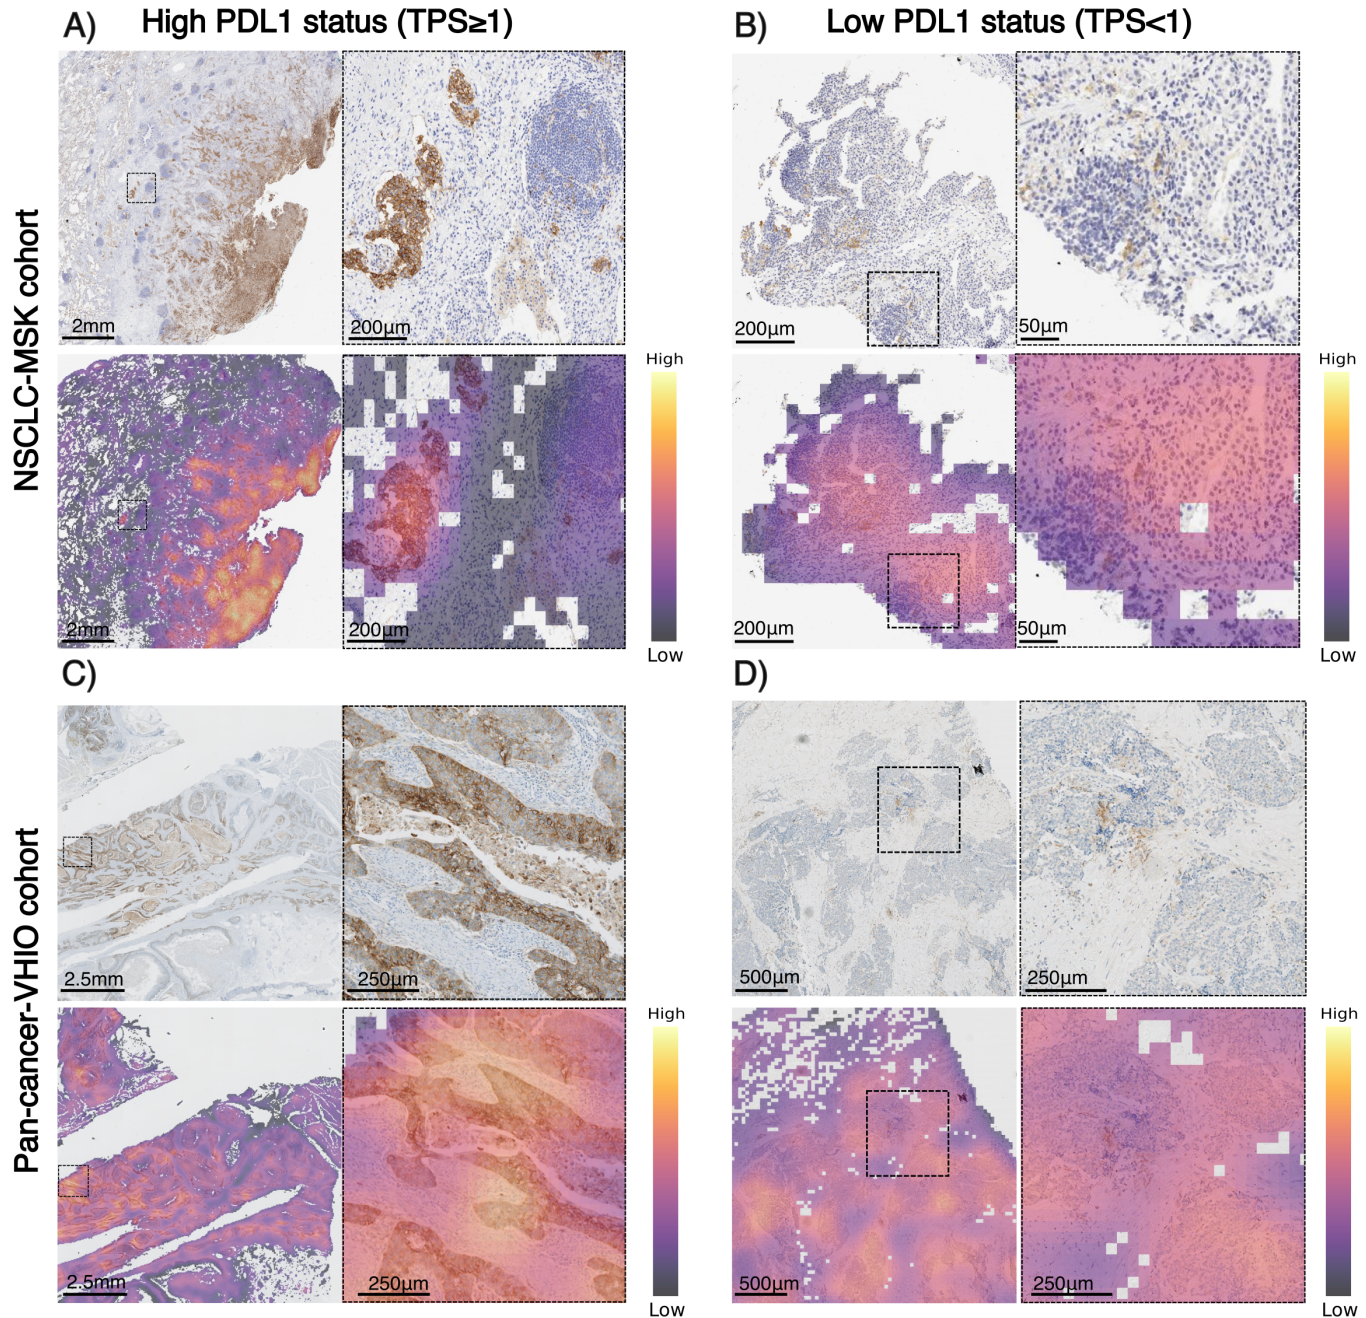 A) High PDL1 status (TPS≥1)
B) Low PDL1 status (TPS<1)
NSCLC-MSK cohort
2mm
200µm
200µm
50µm
High
Low
2mm
200µm
High
Low
200µm
50µm
C)
D)
Pan-cancer-VHIO cohort
2.5mm
250µm
500µm
250µm
High
Low
2.5mm
250µm
High
Low
500µm
250µm